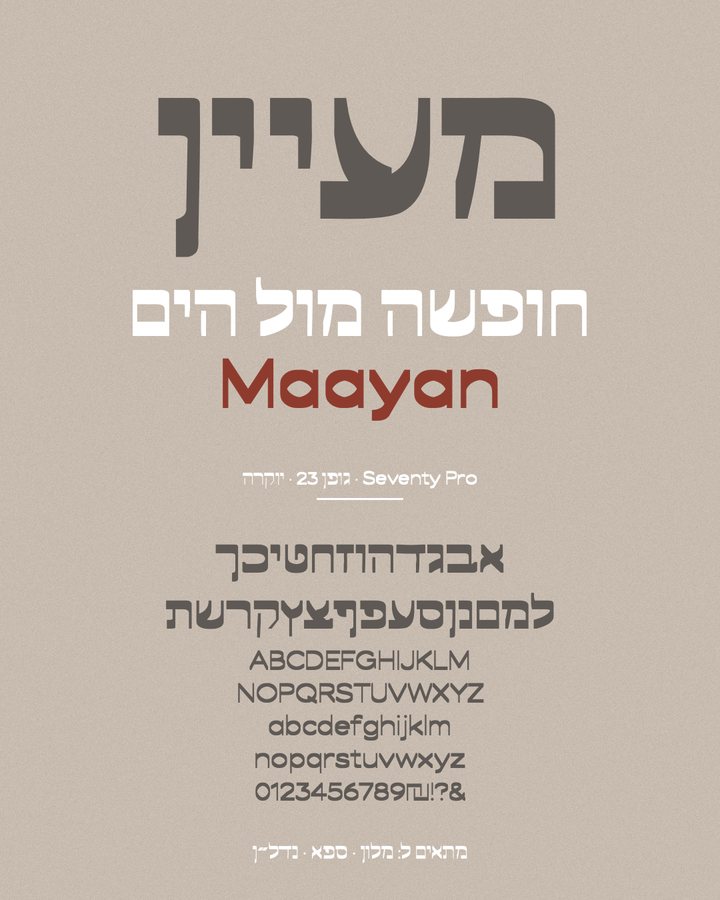 מעיין
חופשה מול הים
Maayan
Seventy Pro · גופן 23 · יוקרה
אבגדהוזחטיכך
למםנןסעפףצץקרשת
ABCDEFGHIJKLM
NOPQRSTUVWXYZ
abcdefghijklm
nopqrstuvwxyz
0123456789₪!?&
מתאים ל: מלון · ספא · נדל״ן